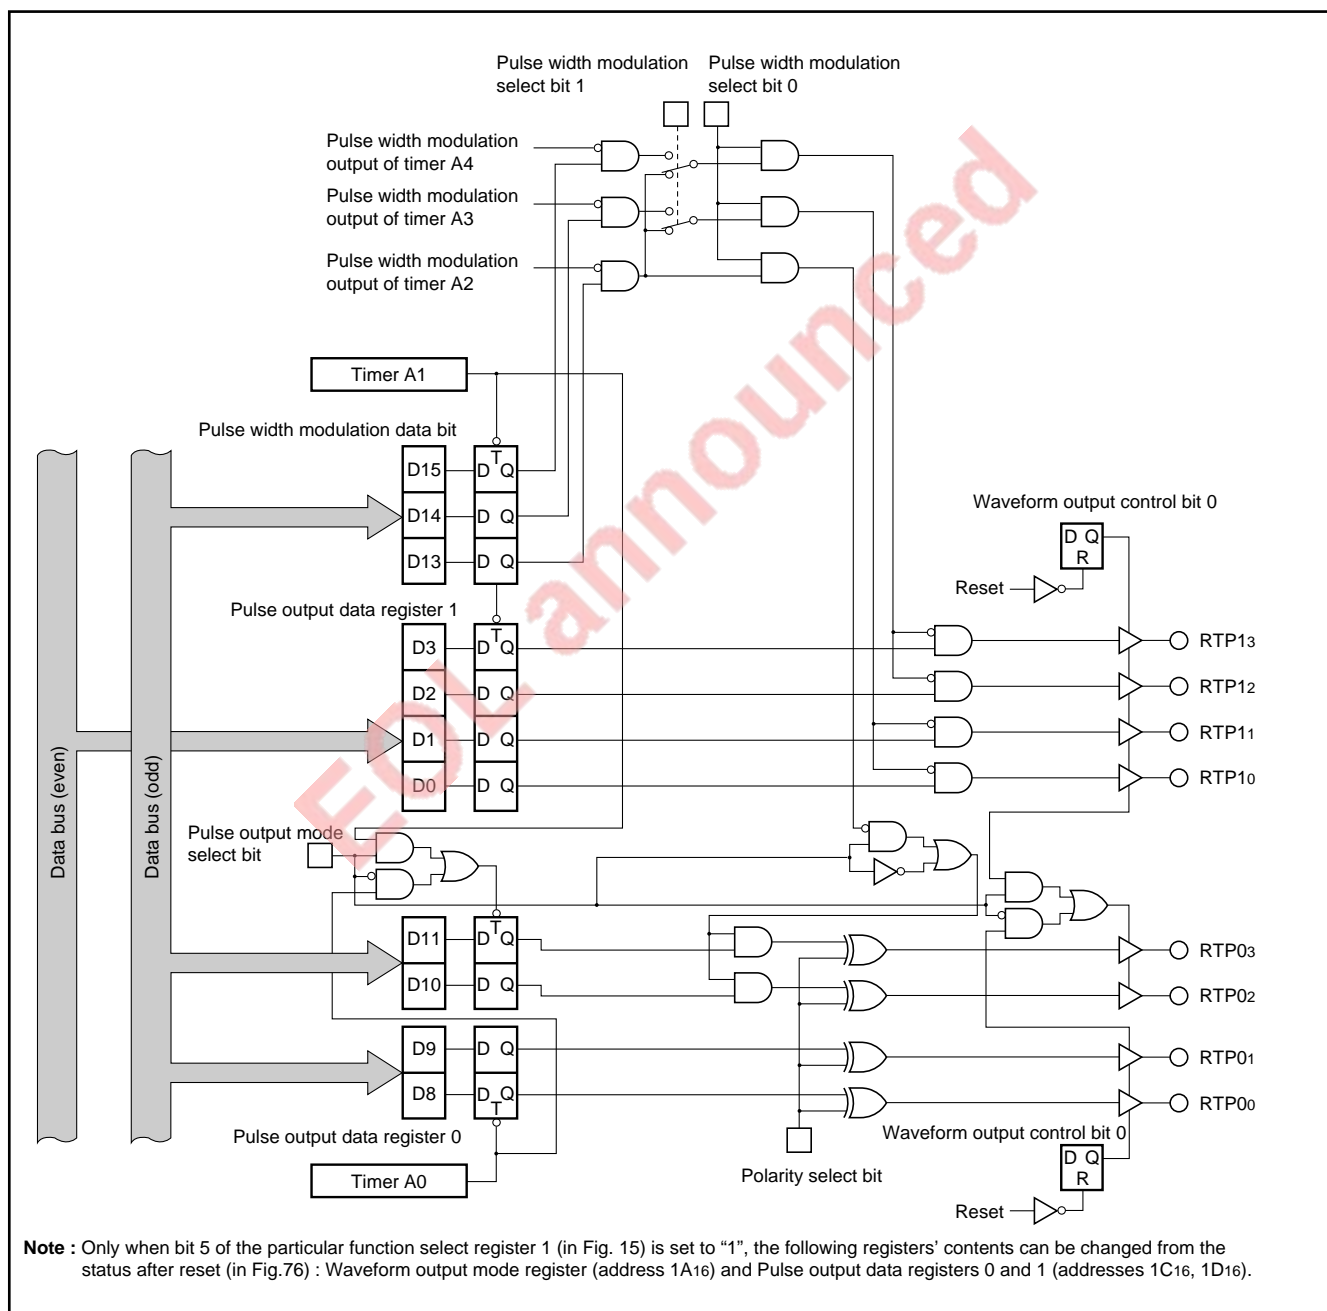 Pulse width modulation
select bit 1
Pulse width modulation
select bit 0
Pulse width modulation
output of timer A4
Pulse width modulation
output of timer A3
Pulse width modulation
output of timer A2
Timer A1
Pulse width modulation data bit
D15
D T Q
D14
D Q
D13
D Q
Waveform output control bit 0
D Q
R
Reset
Pulse output data register 1
D3
D T Q
RTP13
D2
D Q
RTP12
D1
D Q
RTP11
D0
D Q
RTP10
Data bus (even)
Data bus (odd)
Pulse output mode
select bit
D11
D T Q
RTP03
D10
D Q
RTP02
D9
D Q
RTP01
D8
D Q
T
RTP00
Pulse output data register 0
Waveform output control bit 0
Timer A0
Polarity select bit
D Q
R
Reset
Note : Only when bit 5 of the particular function select register 1 (in Fig. 15) is set to “1”, the following registers’ contents can be changed from the
status after reset (in Fig.76) : Waveform output mode register (address 1A16) and Pulse output data registers 0 and 1 (addresses 1C16, 1D16).
EOL announced